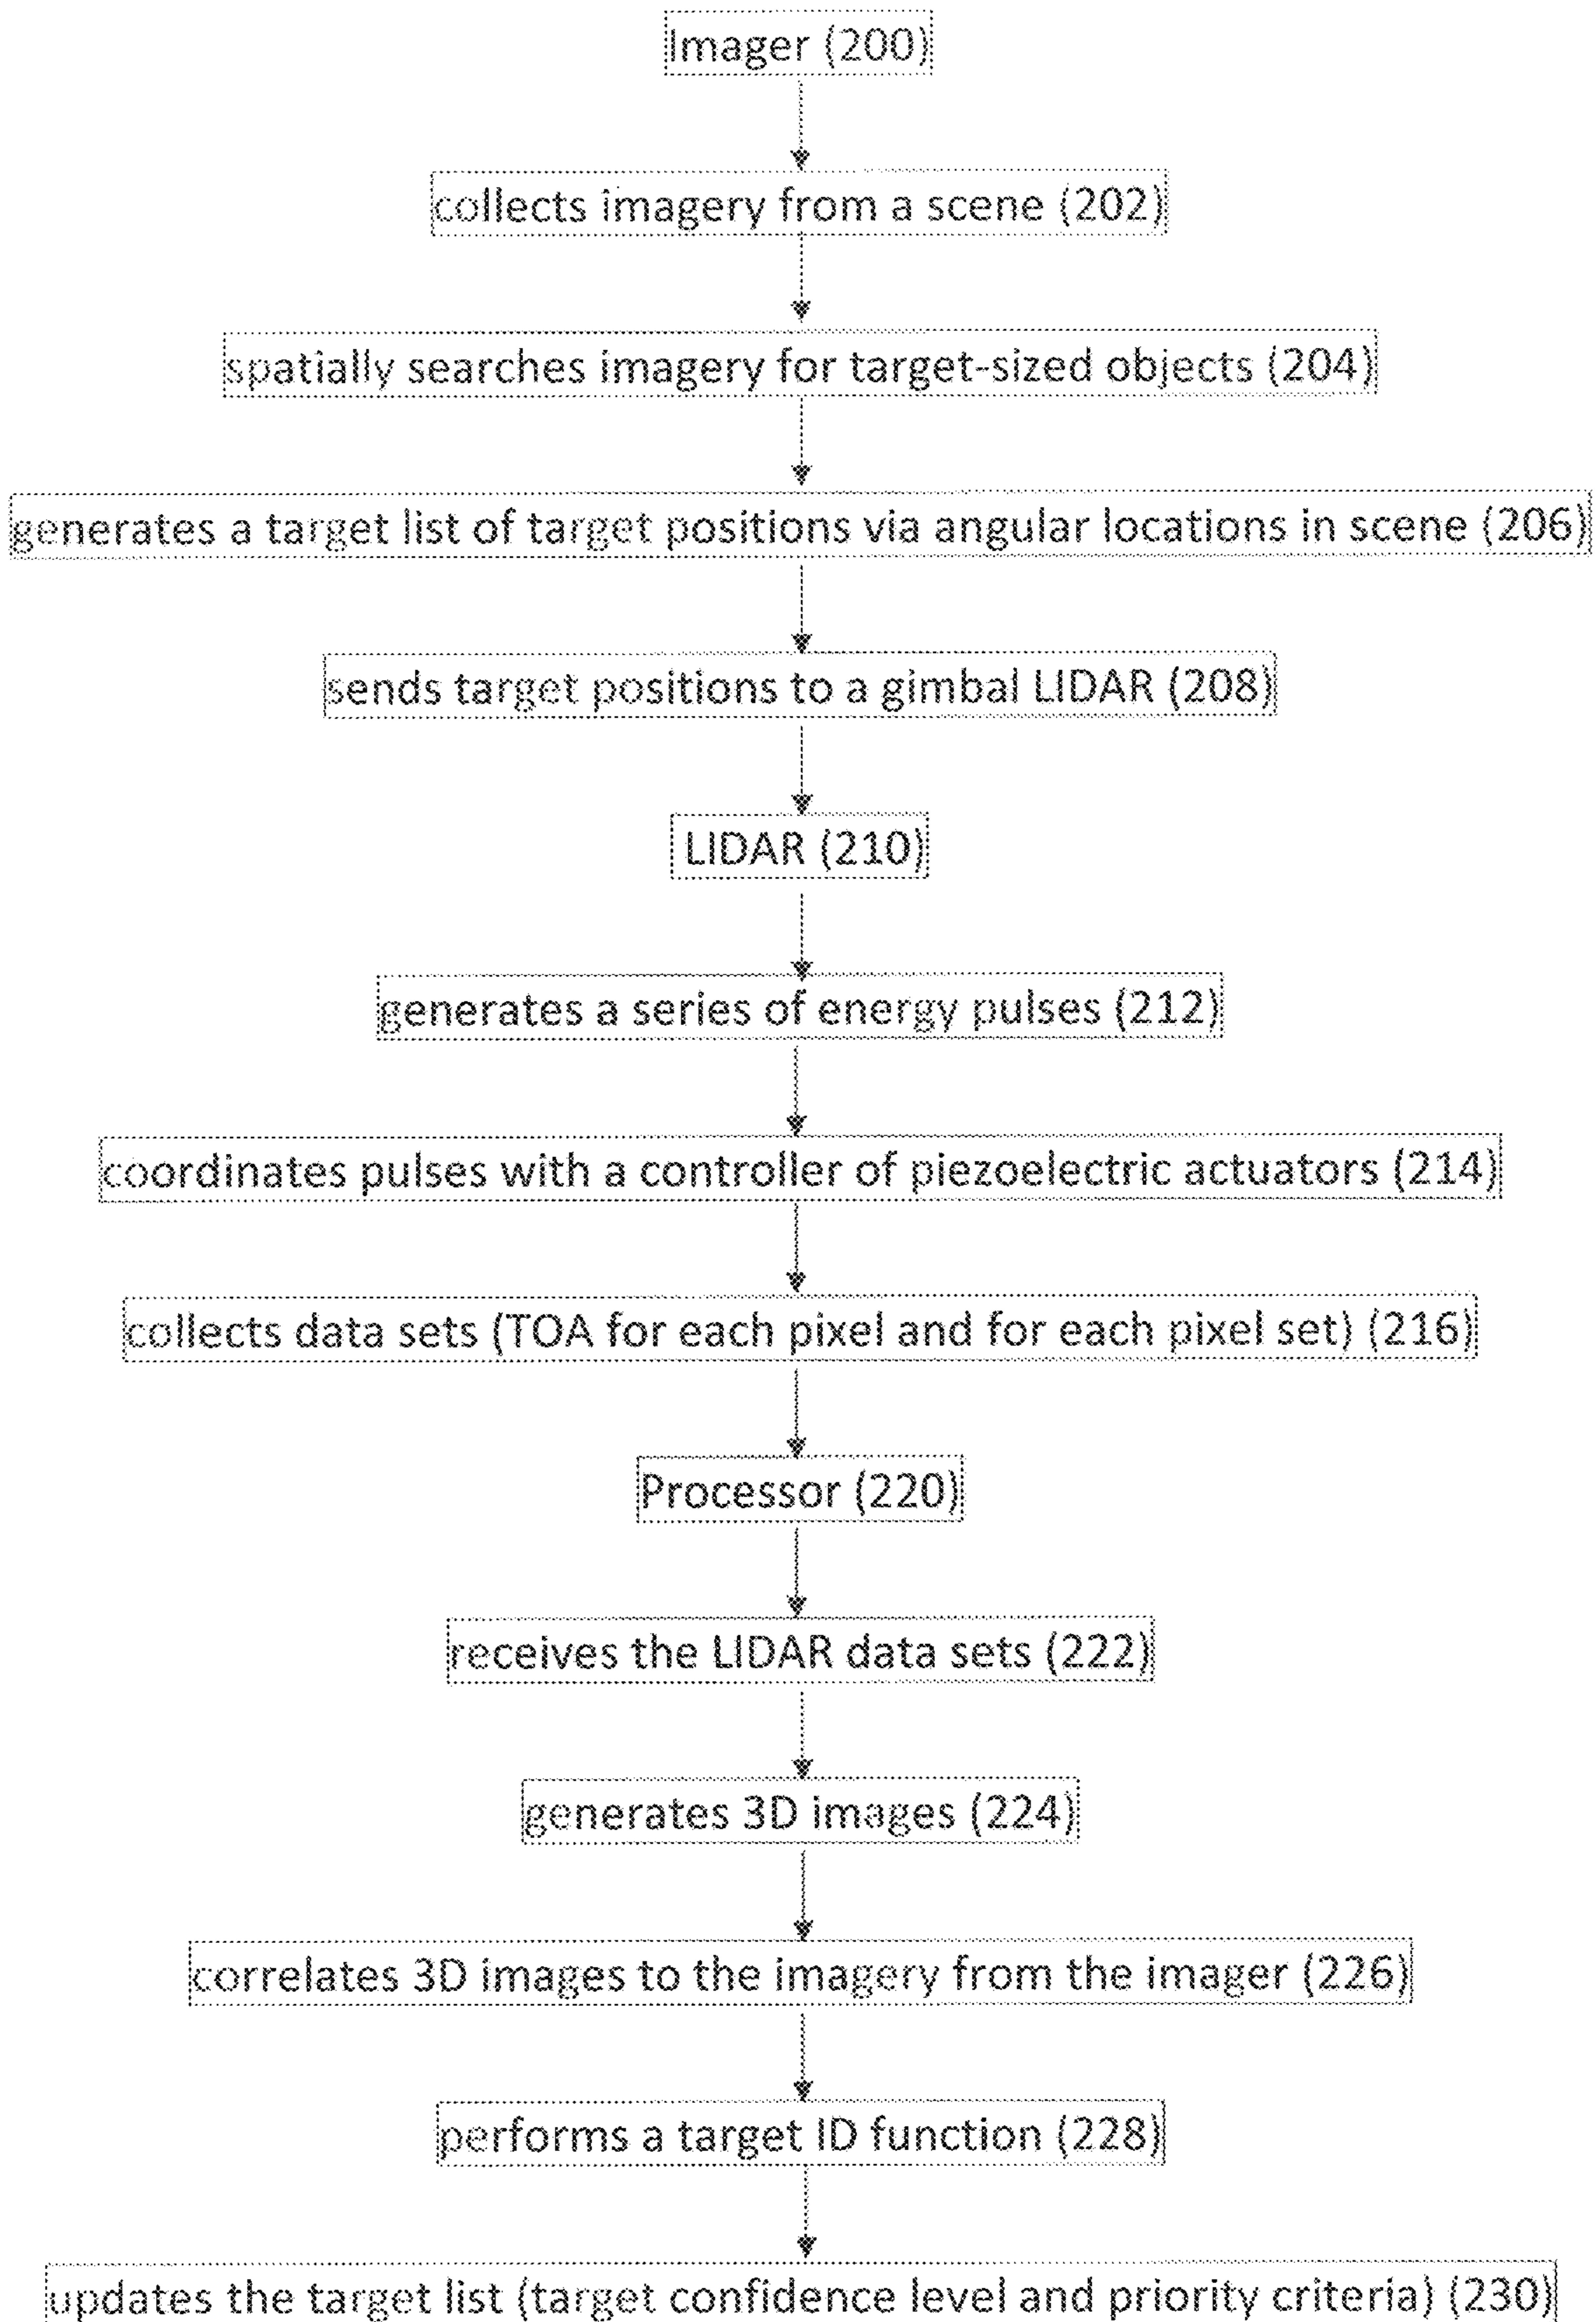 Imager (200)
collects imagery from a scene (202)
spatially searches imagery for target-sized objects (204)
generates a target list of target positions via angular locations in scene (206)
sends target positions to a gimbal LIDAR (208)
LIDAR (210)
generates a series of energy pulses (212)
coordinates pulses with a controller of piezoelectric actuators (214)
collects data sets (TOA for each pixel and for each pixel set) (216)
Processor (220)
receives the LIDAR data sets (222)
generates 3D images (224)
correlates 3D images to the imagery from the imager (226)
performs a target ID function (228)
updates the target list (target confidence level and priority criteria) (230)